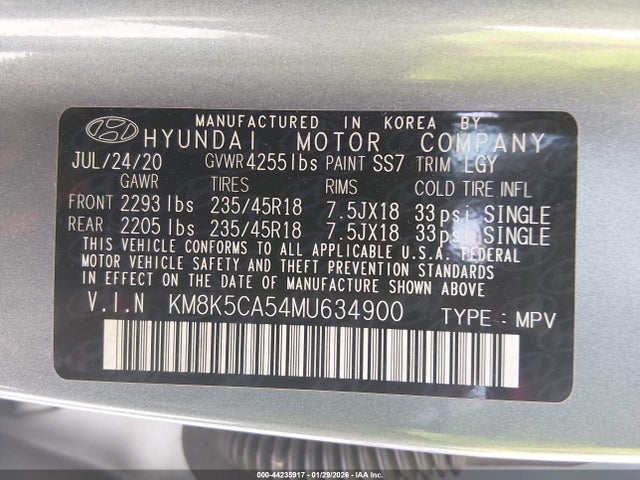 MANUFACTURED IN KOREA BY
HYUNDAI MOTOR COMPANY
JUL/24/20 GVWR 4255lbs PAINT SS7 TRIM LGY
GAWR TIRES RIMS COLD TIRE INFL
FRONT 2293 lbs 235/45R18 7.5JX18 33psi SINGLE
REAR 2205 lbs 235/45R18 7.5JX18 33psi SINGLE
THIS VEHICLE CONFORMS TO ALL APPLICABLE U.S.A. FEDERAL
MOTOR VEHICLE SAFETY AND THEFT PREVENTION STANDARDS
IN EFFECT ON THE DATE OF MANUFACTURE SHOWN ABOVE.
V.I.N KM8K5CA54MU634900 TYPE : MPV
000-44235917 - 01/29/2026 - IAA Inc.